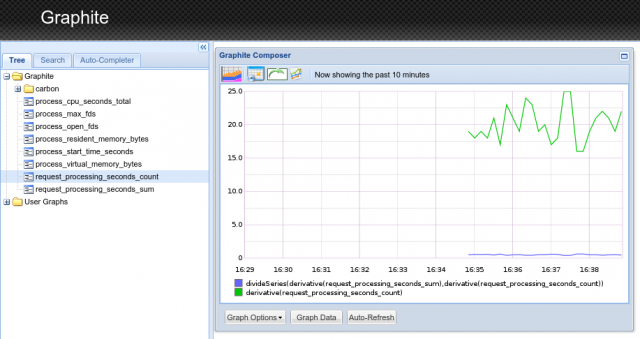 Graphite
Tree
Search
Auto-Completer
Graphite
carbon
process_cpu_seconds_total
process_max_fds
process_open_fds
process_resident_memory_bytes
process_start_time_seconds
process_virtual_memory_bytes
request_processing_seconds_count
request_processing_seconds_sum
User Graphs
Graphite Composer
Now showing the past 10 minutes
25.0
20.0
15.0
10.0
5.0
0
16:29 16:30 16:31 16:32 16:33 16:34 16:35 16:36 16:37 16:38
divideSeries(derivative(request_processing_seconds_sum),derivative(request_processing_seconds_count))
derivative(request_processing_seconds_count)
Graph Options
Graph Data
Auto-Refresh